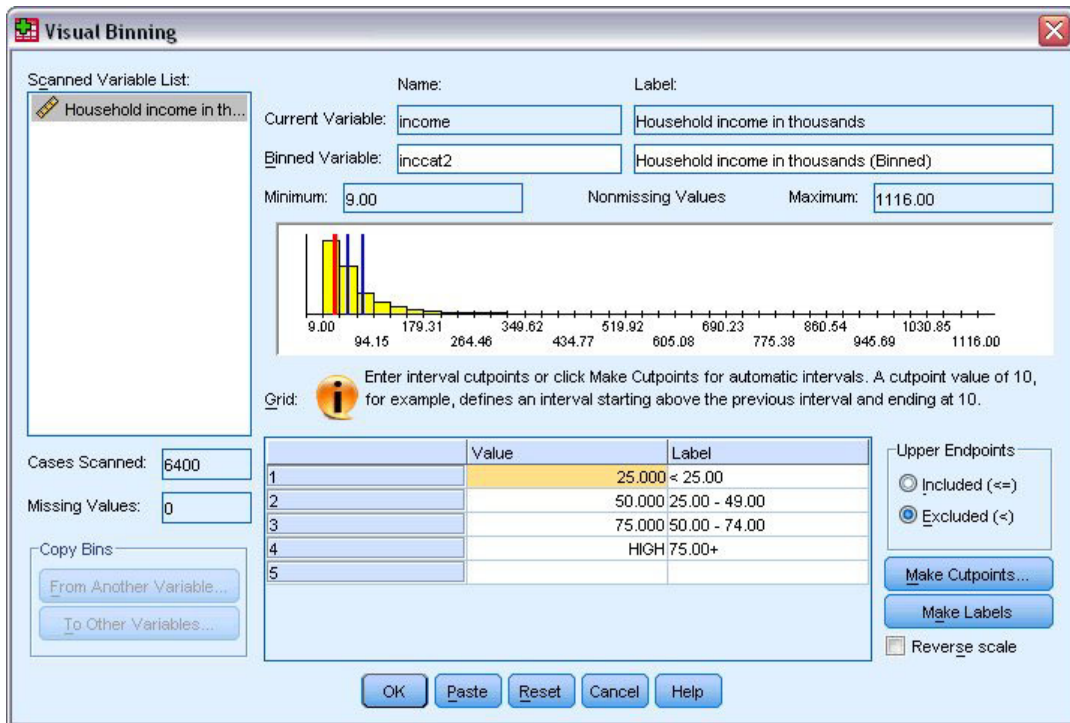 Visual Binning
Scanned Variable List:
Household income in th...
Name:
Label:
Current Variable:
income
Household income in thousands
Binned Variable:
inccat2
Household income in thousands (Binned)
Minimum:
9.00
Nonmissing Values
Maximum:
1116.00
9.00 179.31 349.62 519.92 690.23 860.54 1030.85
94.15 264.46 434.77 605.08 775.38 945.69 1116.00
Grid:
Enter interval cutpoints or click Make Cutpoints for automatic intervals. A cutpoint value of 10,
for example, defines an interval starting above the previous interval and ending at 10.
Cases Scanned:
6400
Missing Values:
0
Copy Bins
From Another Variable...
To Other Variables...
Value Label
1 25.000 < 25.00
2 50.000 25.00 - 49.00
3 75.000 50.00 - 74.00
4 HIGH 75.00+
5
Upper Endpoints
Included (<=)
Excluded (<)
Make Cutpoints...
Make Labels
Reverse scale
OK Paste Reset Cancel Help